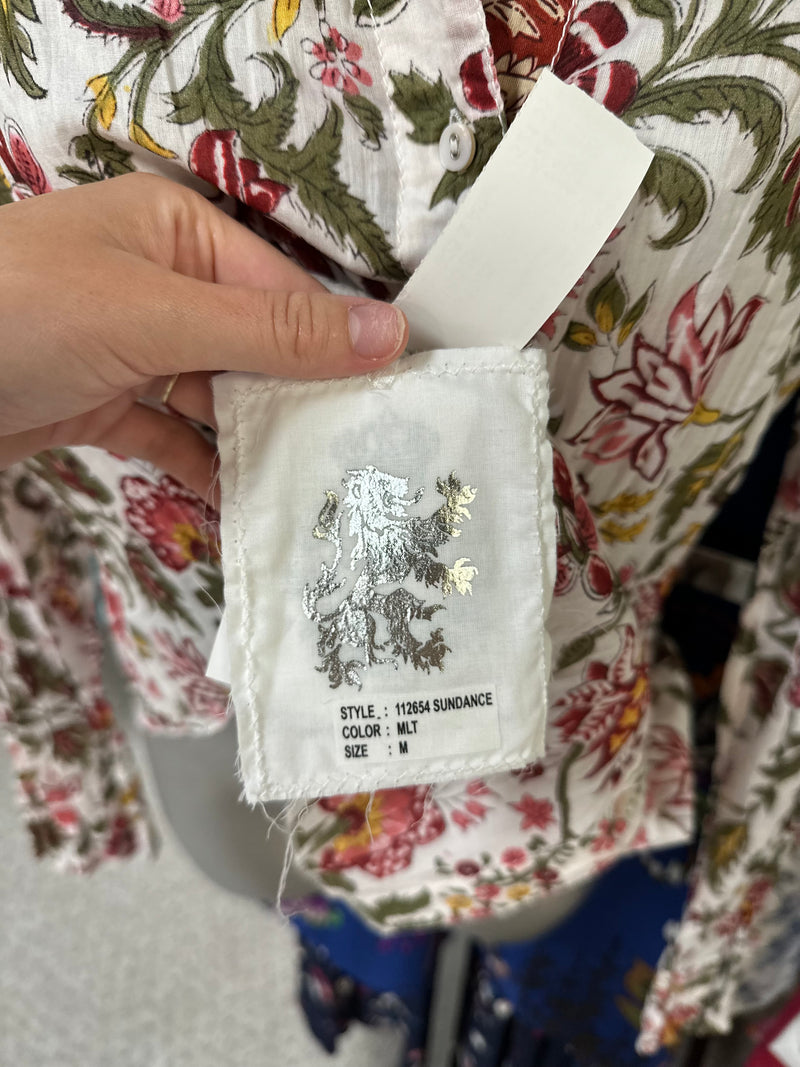 STYLE : 112654 SUNDANCE
COLOR : MLT
SIZE : M